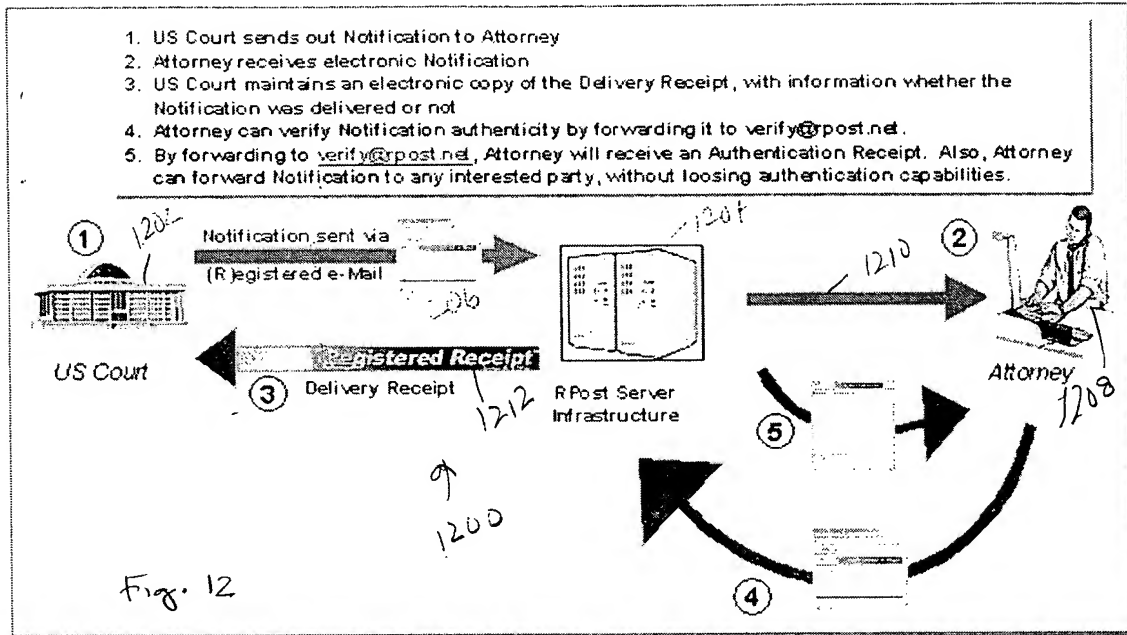 1. US Court sends out Notification to Attorney
2. Attorney receives electronic Notification
3. US Court maintains an electronic copy of the Delivery Receipt, with information whether the
Notification was delivered or not
4. Attorney can verify Notification authenticity by forwarding it to verify@rpost.net.
5. By forwarding to verify@rpost.net, Attorney will receive an Authentication Receipt. Also, Attorney
can forward Notification to any interested party, without loosing authentication capabilities.
1
1202
Notification sent via
(R)egistered e-Mail
1210
2
US Court
Registered Receipt
3
Delivery Receipt
1212
RPost Server
Infrastructure
Attorney
1208
5
1200
4
Fig. 12